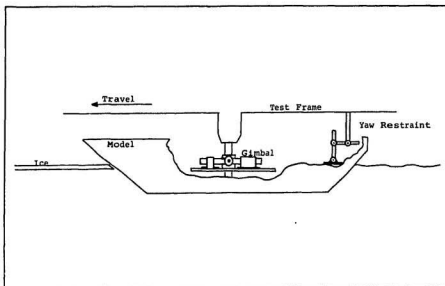 Travel
Test Frame
Yaw Restraint
Model
Gimbal
Ice